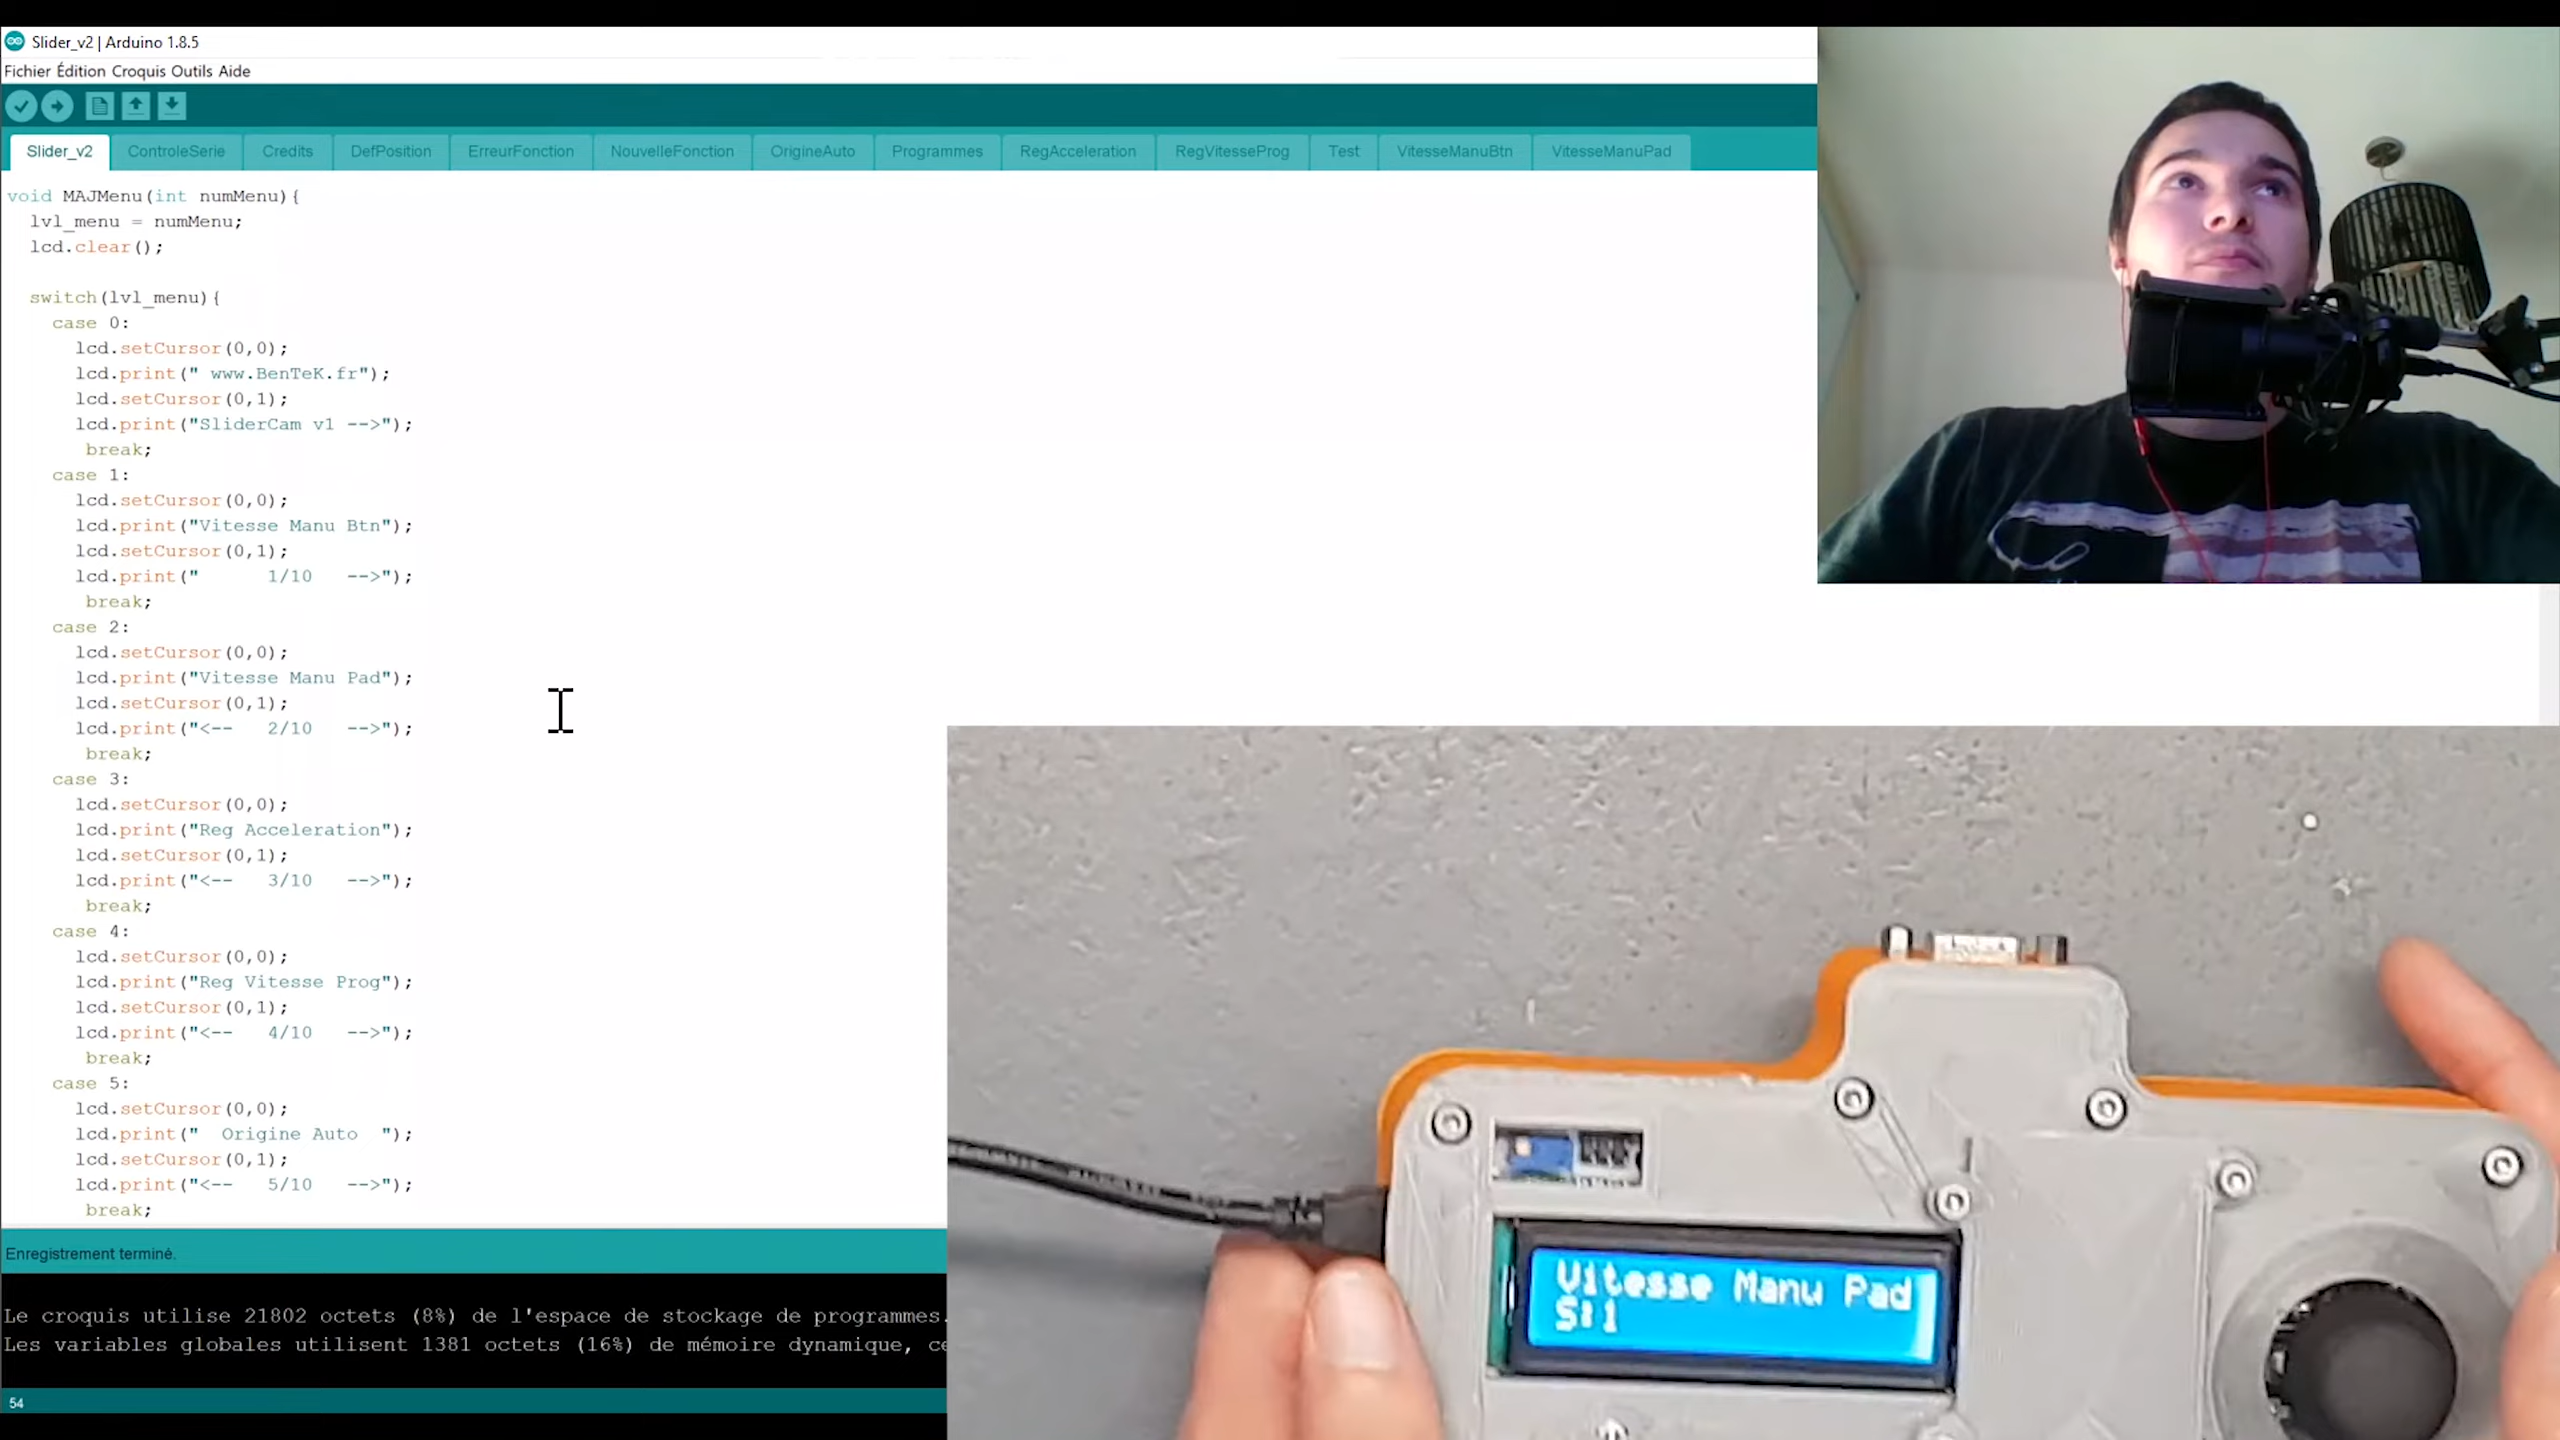 Slider_v2 | Arduino 1.8.5
Fichier Édition Croquis Outils Aide
Slider_v2 ControleSerie Credits DefPosition ErreurFonction NouvelleFonction OrigineAuto Programmes RegAcceleration RegVitesseProg Test VitesseManuBtn VitesseManuPad
void MAJMenu(int numMenu){
lvl_menu = numMenu;
lcd.clear();
switch(lvl_menu){
case 0:
lcd.setCursor(0,0);
lcd.print(" www.BenTeK.fr");
lcd.setCursor(0,1);
lcd.print("SliderCam v1 -->");
break;
case 1:
lcd.setCursor(0,0);
lcd.print("Vitesse Manu Btn");
lcd.setCursor(0,1);
lcd.print("      1/10   -->");
break;
case 2:
lcd.setCursor(0,0);
lcd.print("Vitesse Manu Pad");
lcd.setCursor(0,1);
lcd.print("<--   2/10   -->");
break;
case 3:
lcd.setCursor(0,0);
lcd.print("Reg Acceleration");
lcd.setCursor(0,1);
lcd.print("<--   3/10   -->");
break;
case 4:
lcd.setCursor(0,0);
lcd.print("Reg Vitesse Prog");
lcd.setCursor(0,1);
lcd.print("<--   4/10   -->");
break;
case 5:
lcd.setCursor(0,0);
lcd.print("  Origine Auto  ");
lcd.setCursor(0,1);
lcd.print("<--   5/10   -->");
break;
Enregistrement terminé.
Le croquis utilise 21802 octets (8%) de l'espace de stockage de programmes.
Les variables globales utilisent 1381 octets (16%) de mémoire dynamique, ce
54
Vitesse Manu Pad
S:1